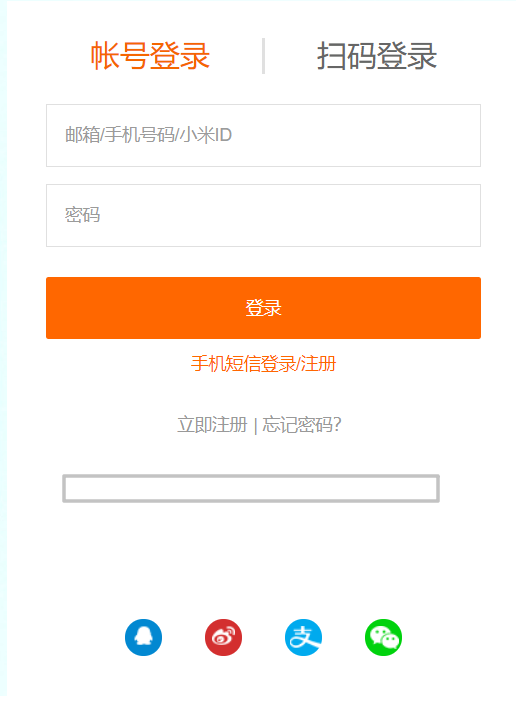 帐号登录 扫码登录
邮箱/手机号码/小米ID
密码
登录
手机短信登录/注册
立即注册 | 忘记密码?
支